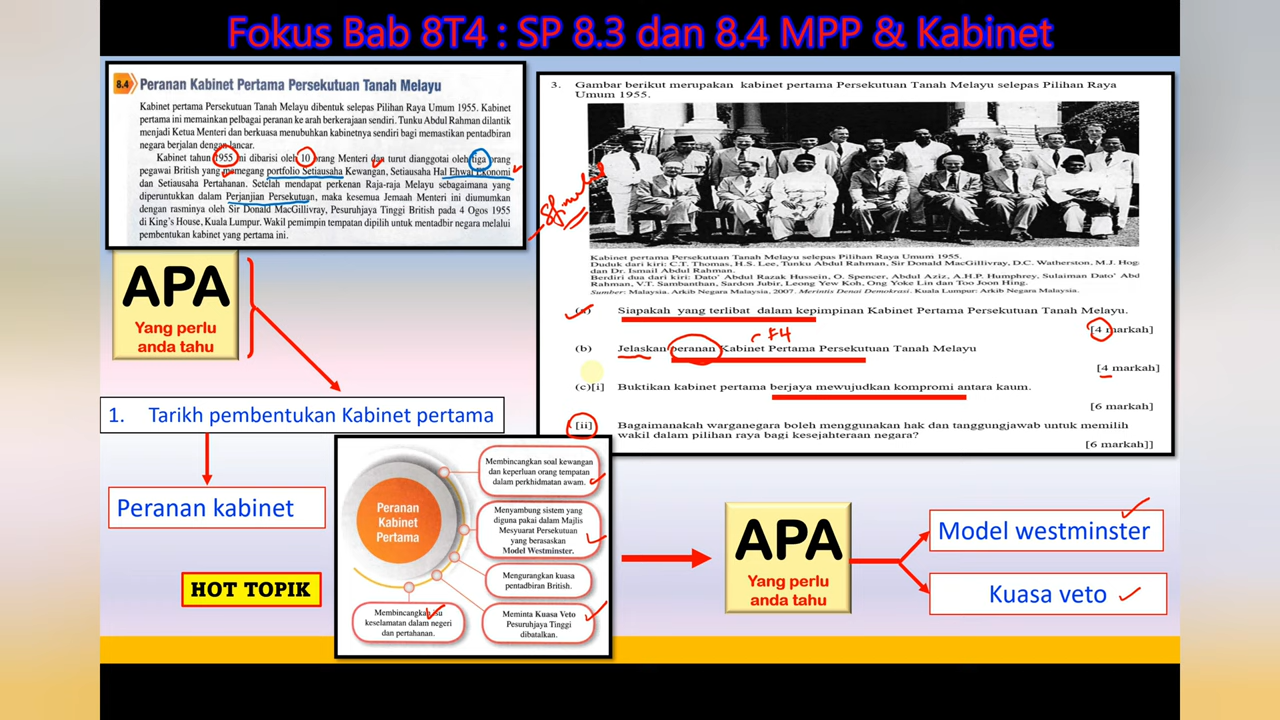 Fokus Bab 8T4 : SP 8.3 dan 8.4 MPP & Kabinet
8.4 Peranan Kabinet Pertama Persekutuan Tanah Melayu
Kabinet pertama Persekutuan Tanah Melayu dibentuk selepas Pilihan Raya Umum 1955. Kabinet
pertama ini memainkan pelbagai peranan ke arah berkerajaan sendiri. Tunku Abdul Rahman dilantik
menjadi Ketua Menteri dan berkuasa menubuhkan kabinetnya sendiri bagi memastikan pentadbiran
negara berjalan dengan lancar.
Kabinet tahun 1955 ini dibarisi oleh 10 orang Menteri dan turut dianggotai oleh tiga orang
pegawai British yang memegang portfolio Setiausaha Kewangan, Setiausaha Hal Ehwal Ekonomi
dan Setiausaha Pertahanan. Setelah mendapat perkenan Raja-raja Melayu sebagaimana yang
diperuntukkan dalam Perjanjian Persekutuan, maka kesemua Jemaah Menteri ini diumumkan
dengan rasminya oleh Sir Donald MacGillivray, Pesuruhjaya Tinggi British pada 4 Ogos 1955
di King's House, Kuala Lumpur. Wakil pemimpin tempatan dipilih untuk mentadbir negara melalui
pembentukan kabinet yang pertama ini.
APA
Yang perlu
anda tahu
1. Tarikh pembentukan Kabinet pertama
Peranan kabinet
HOT TOPIK
Peranan
Kabinet
Pertama
Membincangkan soal kewangan
dan keperluan orang tempatan
dalam perkhidmatan awam.
Menyambung sistem yang
diguna pakai dalam Majlis
Mesyuarat Persekutuan
yang berasaskan
Model Westminster.
Mengurangkan kuasa
pentadbiran British.
Meminta Kuasa Veto
Pesuruhjaya Tinggi
dibatalkan.
Membincangkan isu
keselamatan dalam negeri
dan pertahanan.
3. Gambar berikut merupakan kabinet pertama Persekutuan Tanah Melayu selepas Pilihan Raya
Umum 1955.
Kabinet pertama Persekutuan Tanah Melayu selepas Pilihan Raya Umum 1955.
Duduk dari kiri: C.T. Thomas, H.S. Lee, Tunku Abdul Rahman, Sir Donald MacGillivray, D.C. Watherston, M.J. Hog
dan Dr. Ismail Abdul Rahman.
Berdiri dua dari kiri: Dato' Abdul Razak Hussein, O. Spencer, Abdul Aziz, A.H.P. Humphrey, Sulaiman Dato' Abd
Rahman, V.T. Sambanthan, Sardon Jubir, Leong Yew Koh, Ong Yoke Lin dan Too Joon Hing.
Sumber: Malaysia. Arkib Negara Malaysia, 2007. Merintis Denai Demokrasi. Kuala Lumpur: Arkib Negara Malaysia.
(a) Siapakah yang terlibat dalam kepimpinan Kabinet Pertama Persekutuan Tanah Melayu.
[4 markah]
F4
(b) Jelaskan peranan Kabinet Pertama Persekutuan Tanah Melayu
[4 markah]
(c)[i] Buktikan kabinet pertama berjaya mewujudkan kompromi antara kaum.
[6 markah]
[ii] Bagaimanakah warganegara boleh menggunakan hak dan tanggungjawab untuk memilih
wakil dalam pilihan raya bagi kesejahteraan negara?
[6 markah]]
APA
Yang perlu
anda tahu
Model westminster
Kuasa veto